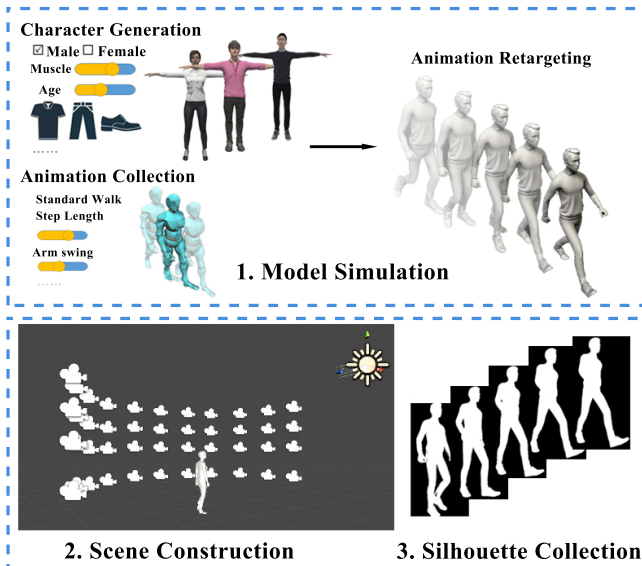 Character Generation
Male Female
Muscle
Age
......
Animation Collection
Standard Walk
Step Length
Arm swing
......
Animation Retargeting
1. Model Simulation
2. Scene Construction
3. Silhouette Collection